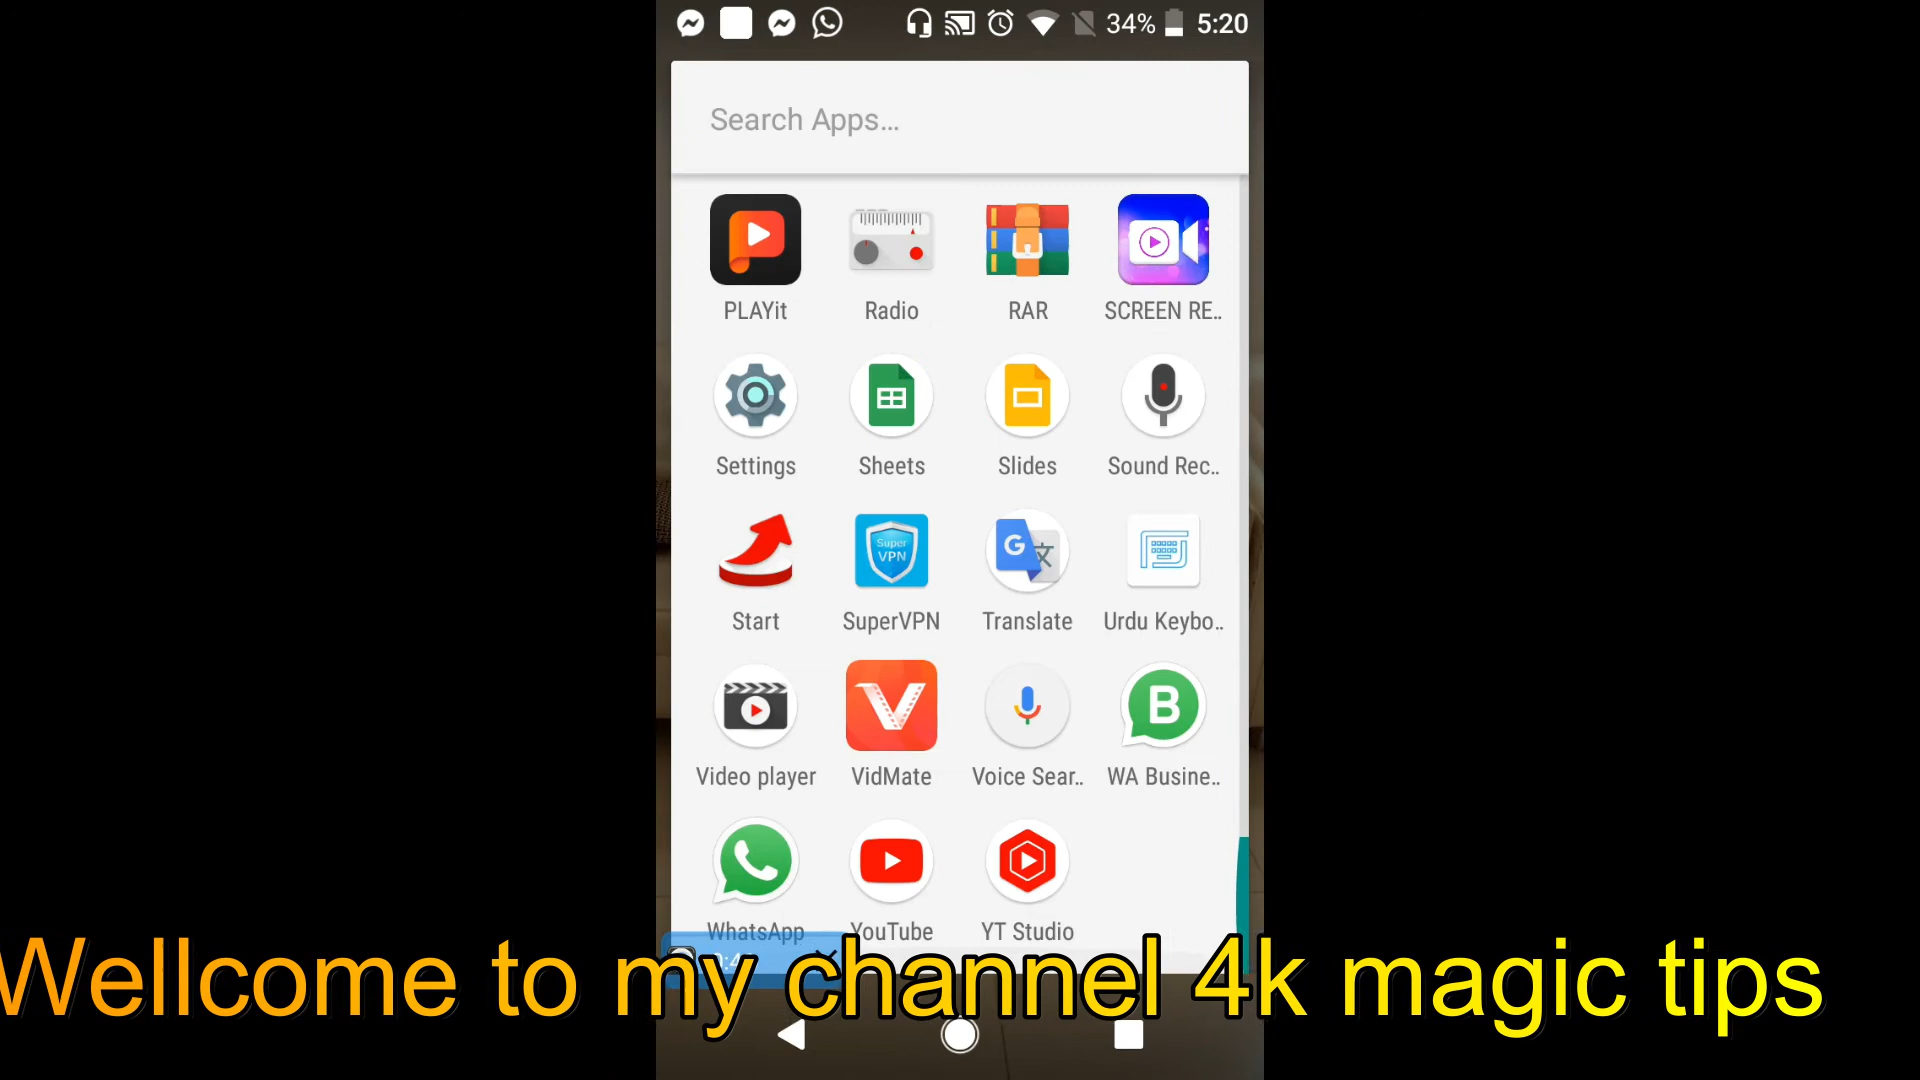 34% 5:20
Search Apps...
PLAYit Radio RAR SCREEN RE..
Settings Sheets Slides Sound Rec..
Super VPN
Start SuperVPN Translate Urdu Keybo..
Video player VidMate Voice Sear.. WA Busine..
WhatsApp YouTube YT Studio
Wellcome to my channel 4k magic tips